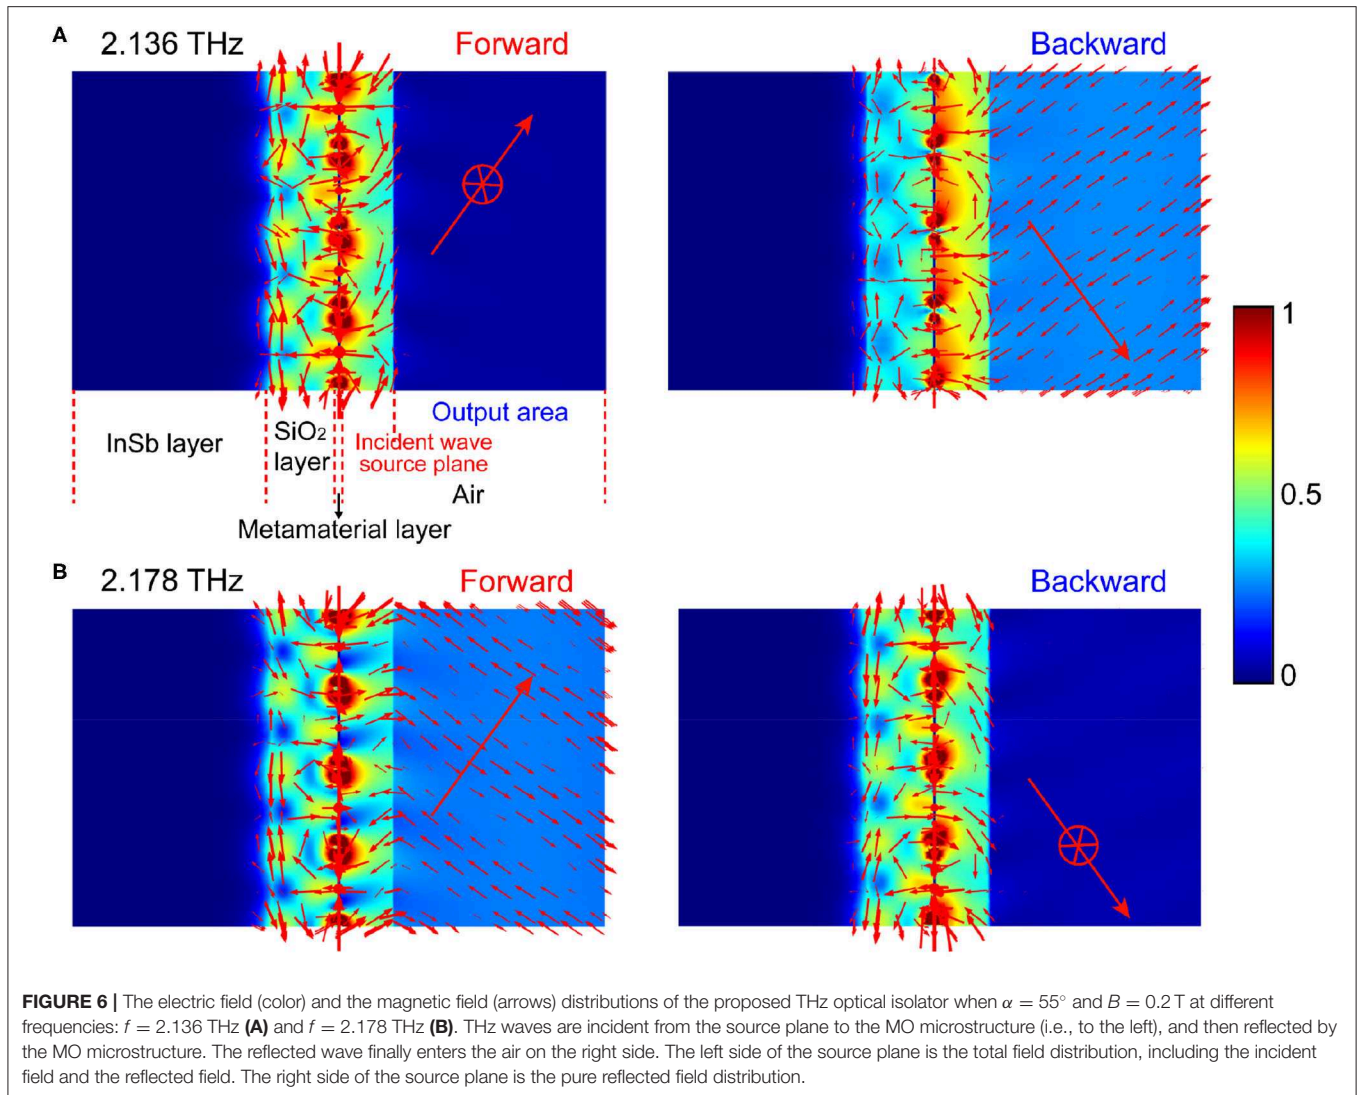 A
2.136 THz
Forward
Backward
InSb layer
SiO2
layer
Output area
Incident wave
source plane
Air
Metamaterial layer
1
0.5
0
B
2.178 THz
Forward
Backward
FIGURE 6 | The electric field (color) and the magnetic field (arrows) distributions of the proposed THz optical isolator when α = 55° and B = 0.2 T at different
frequencies: f = 2.136 THz (A) and f = 2.178 THz (B). THz waves are incident from the source plane to the MO microstructure (i.e., to the left), and then reflected by
the MO microstructure. The reflected wave finally enters the air on the right side. The left side of the source plane is the total field distribution, including the incident
field and the reflected field. The right side of the source plane is the pure reflected field distribution.